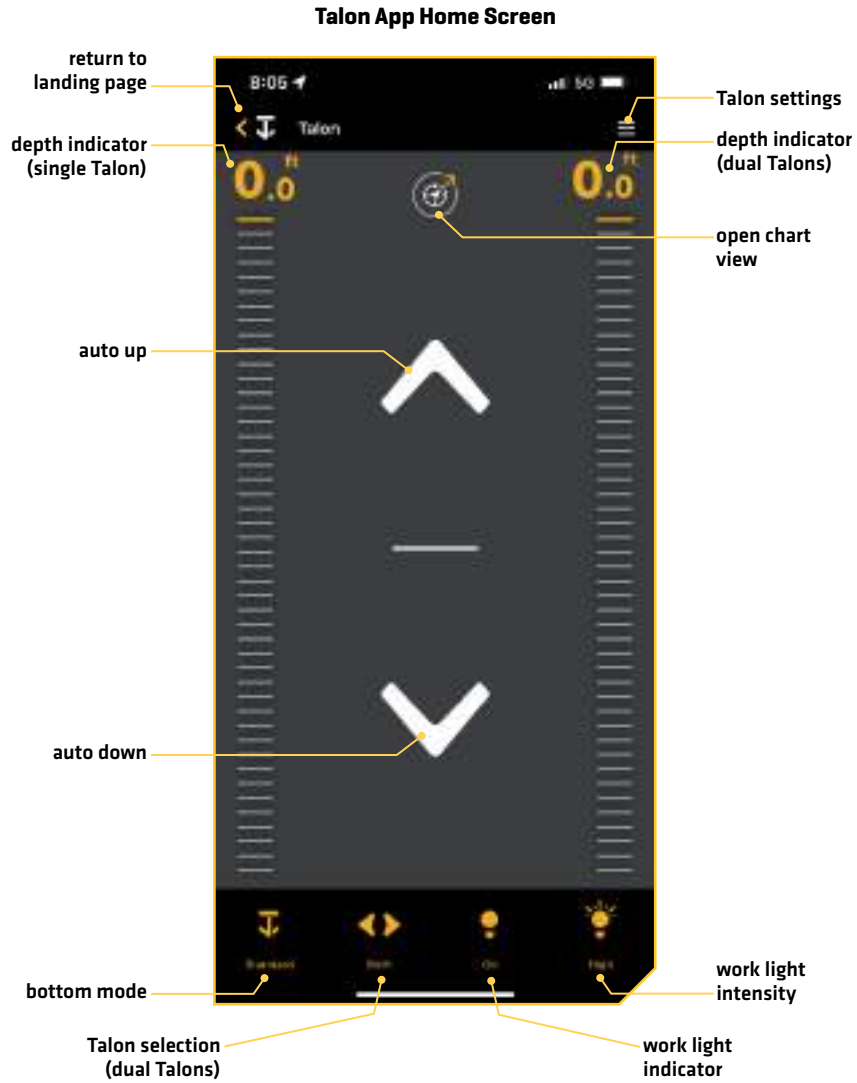 Talon App Home Screen
return to
landing page
8:05
5G
Talon
Talon settings
depth indicator
(single Talon)
0.0 ft
0.0 ft
depth indicator
(dual Talons)
open chart
view
auto up
auto down
Standard
Both
On
High
bottom mode
work light
intensity
Talon selection
(dual Talons)
work light
indicator